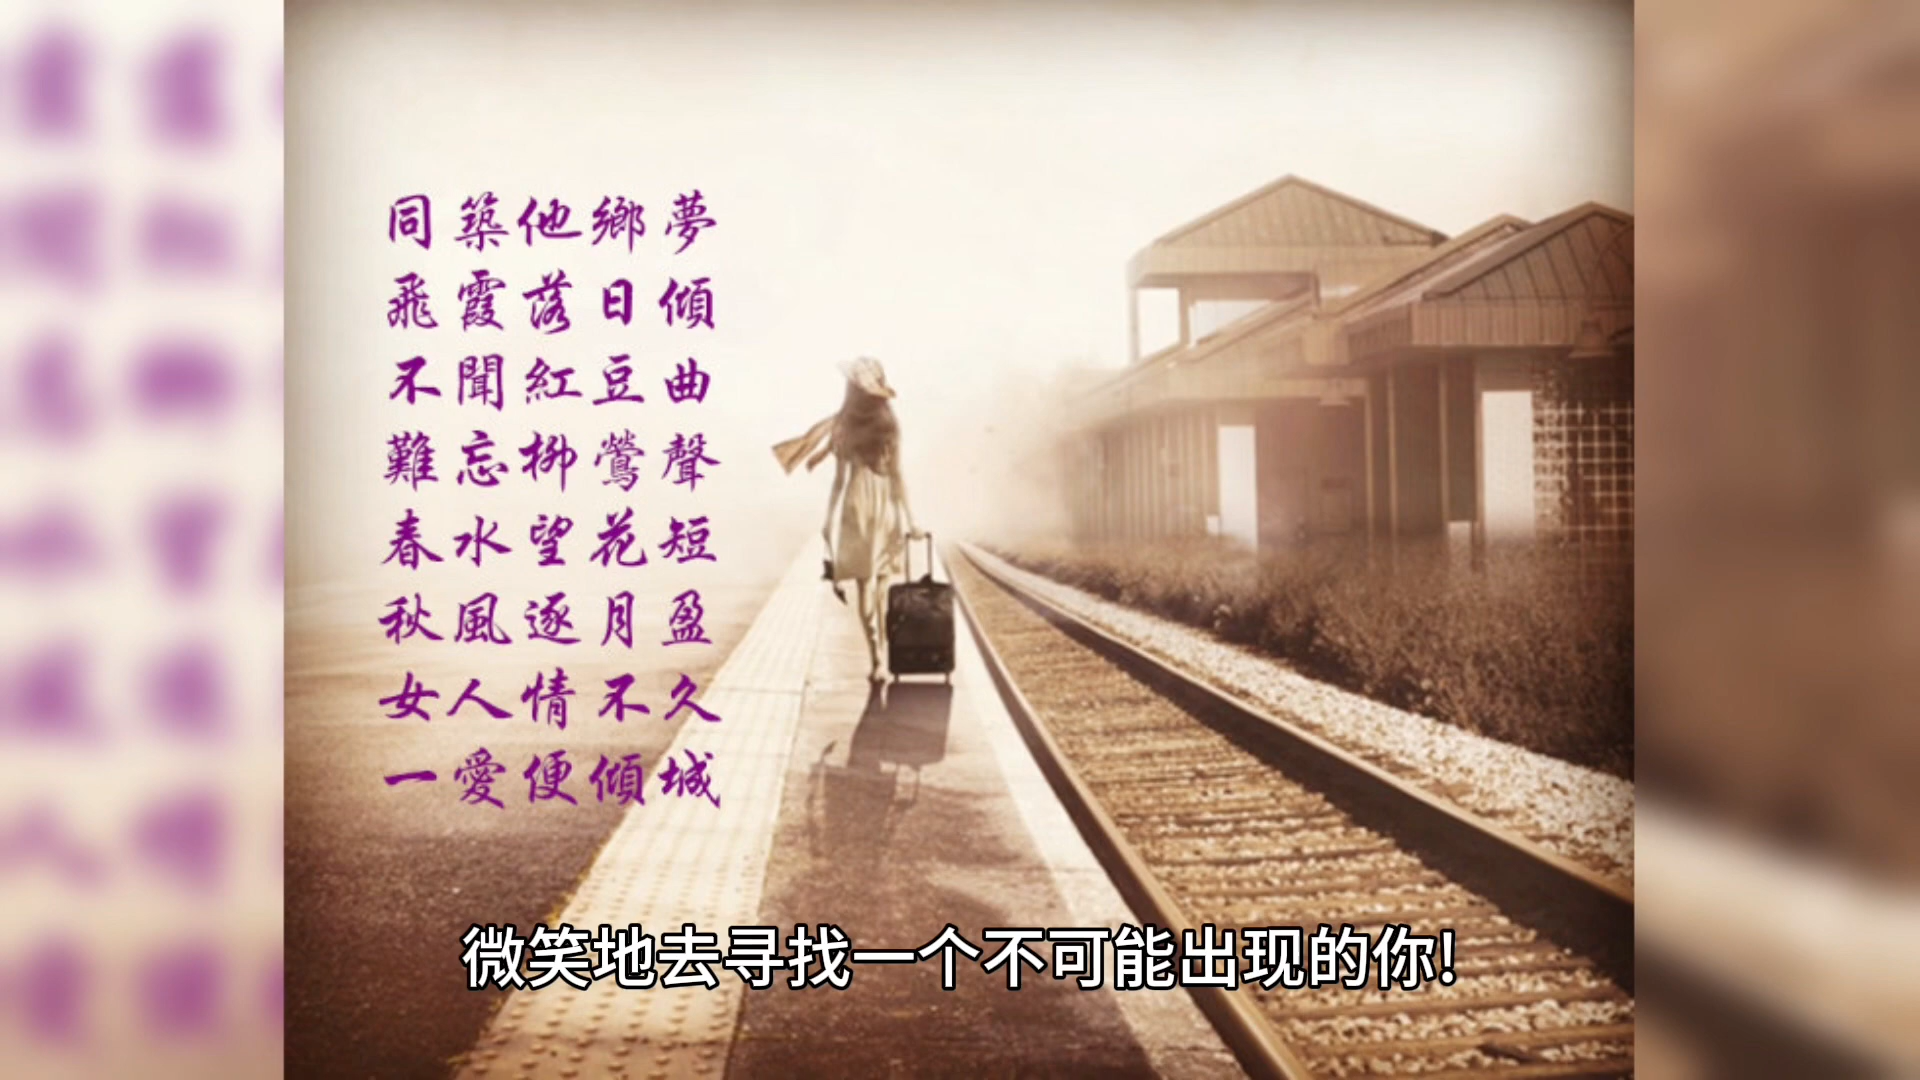 同築他鄉夢
飛霞落日傾
不聞紅豆曲
難忘柳鶯聲
春水望花短
秋風逐月盈
女人情不久
一愛便傾城
微笑地去寻找一个不可能出现的你!